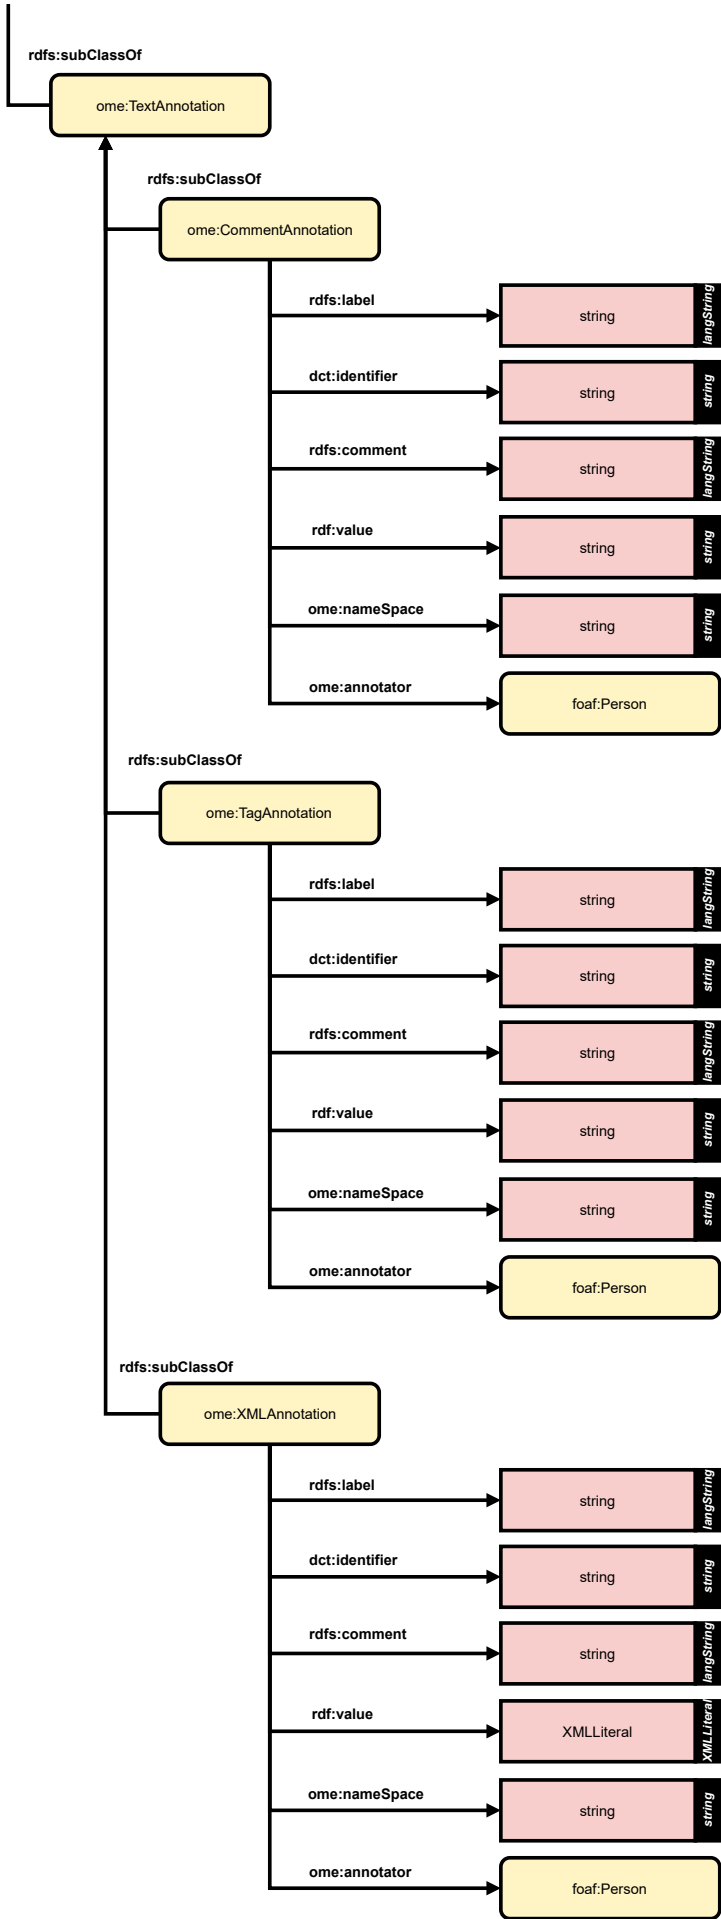 rdfs:subClassOf
ome:TextAnnotation
rdfs:subClassOf
ome:CommentAnnotation
rdfs:label
string
langString
dct:identifier
string
string
rdfs:comment
string
langString
rdf:value
string
string
ome:nameSpace
string
string
ome:annotator
foaf:Person
rdfs:subClassOf
ome:TagAnnotation
rdfs:label
string
langString
dct:identifier
string
string
rdfs:comment
string
langString
rdf:value
string
string
ome:nameSpace
string
string
ome:annotator
foaf:Person
rdfs:subClassOf
ome:XMLAnnotation
rdfs:label
string
langString
dct:identifier
string
string
rdfs:comment
string
langString
rdf:value
XMLLiteral
XMLLiteral
ome:nameSpace
string
string
ome:annotator
foaf:Person